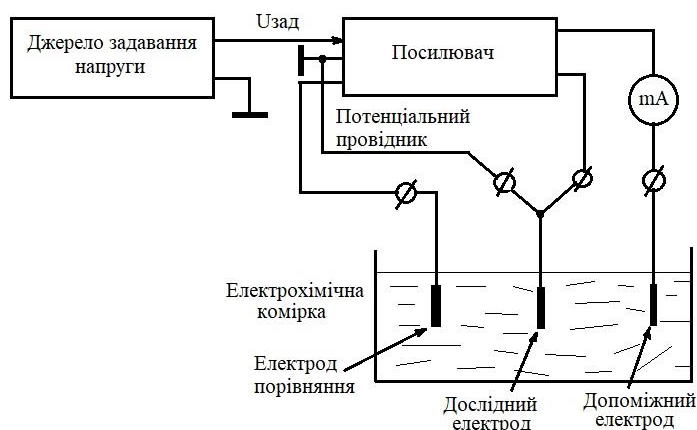 Uзад
Джерело задавання
напруги
Посилювач
mA
Потенціальний
провідник
Електрохімічна
комірка
Електрод
порівняння
Дослідний
електрод
Допоміжний
електрод